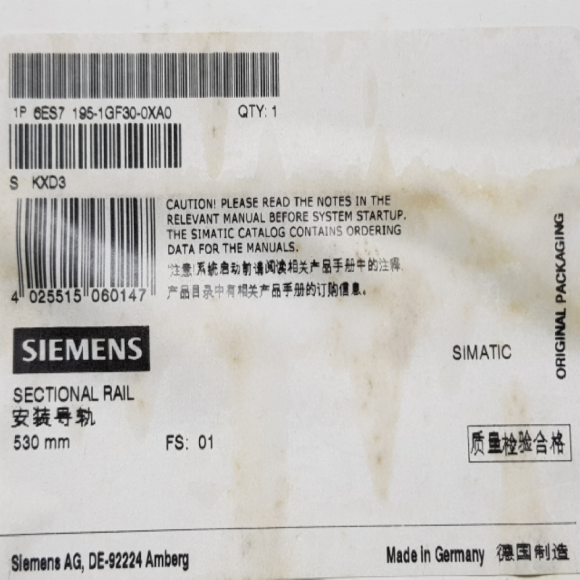 1P 6ES7 195-1GF30-0XA0 QTY: 1
S KXD3
CAUTION! PLEASE READ THE NOTES IN THE
RELEVANT MANUAL BEFORE SYSTEM STARTUP.
THE SIMATIC CATALOG CONTAINS ORDERING
DATA FOR THE MANUALS.
注意!系统启动前请阅读相关产品手册中的注释
产品目录中有相关产品手册的订购信息。
4 025515 060147
ORIGINAL PACKAGING
SIEMENS
SIMATIC
SECTIONAL RAIL
安装导轨
530 mm FS: 01
质量检验合格
Siemens AG, DE-92224 Amberg
Made in Germany 德国制造